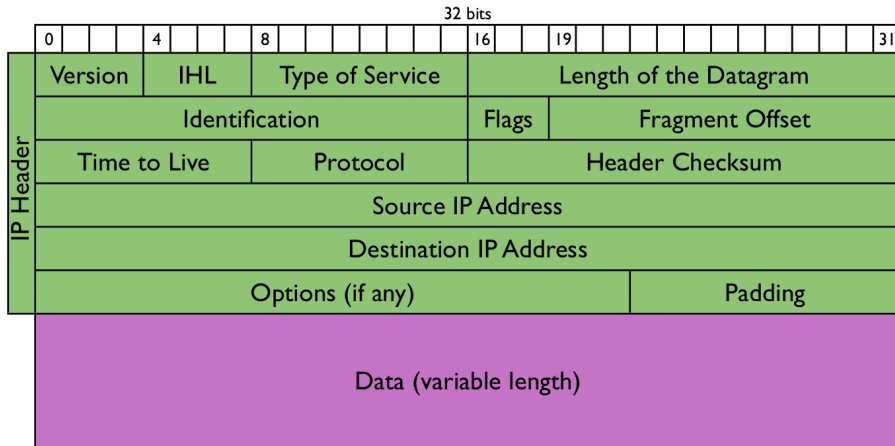 32 bits
0 4 8 16 19 31
IP Header
Version IHL Type of Service Length of the Datagram
Identification Flags Fragment Offset
Time to Live Protocol Header Checksum
Source IP Address
Destination IP Address
Options (if any) Padding
Data (variable length)